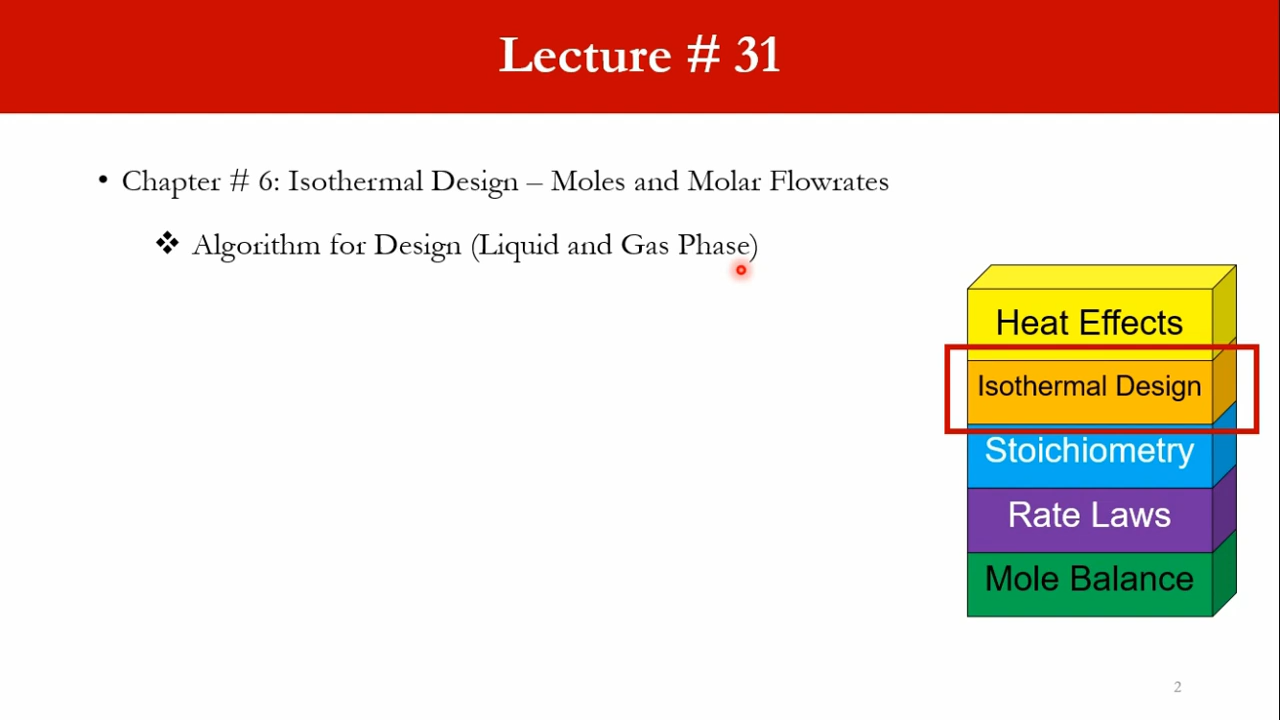 Lecture # 31
• Chapter # 6: Isothermal Design – Moles and Molar Flowrates
❖ Algorithm for Design (Liquid and Gas Phase)
Heat Effects
Isothermal Design
Stoichiometry
Rate Laws
Mole Balance
2